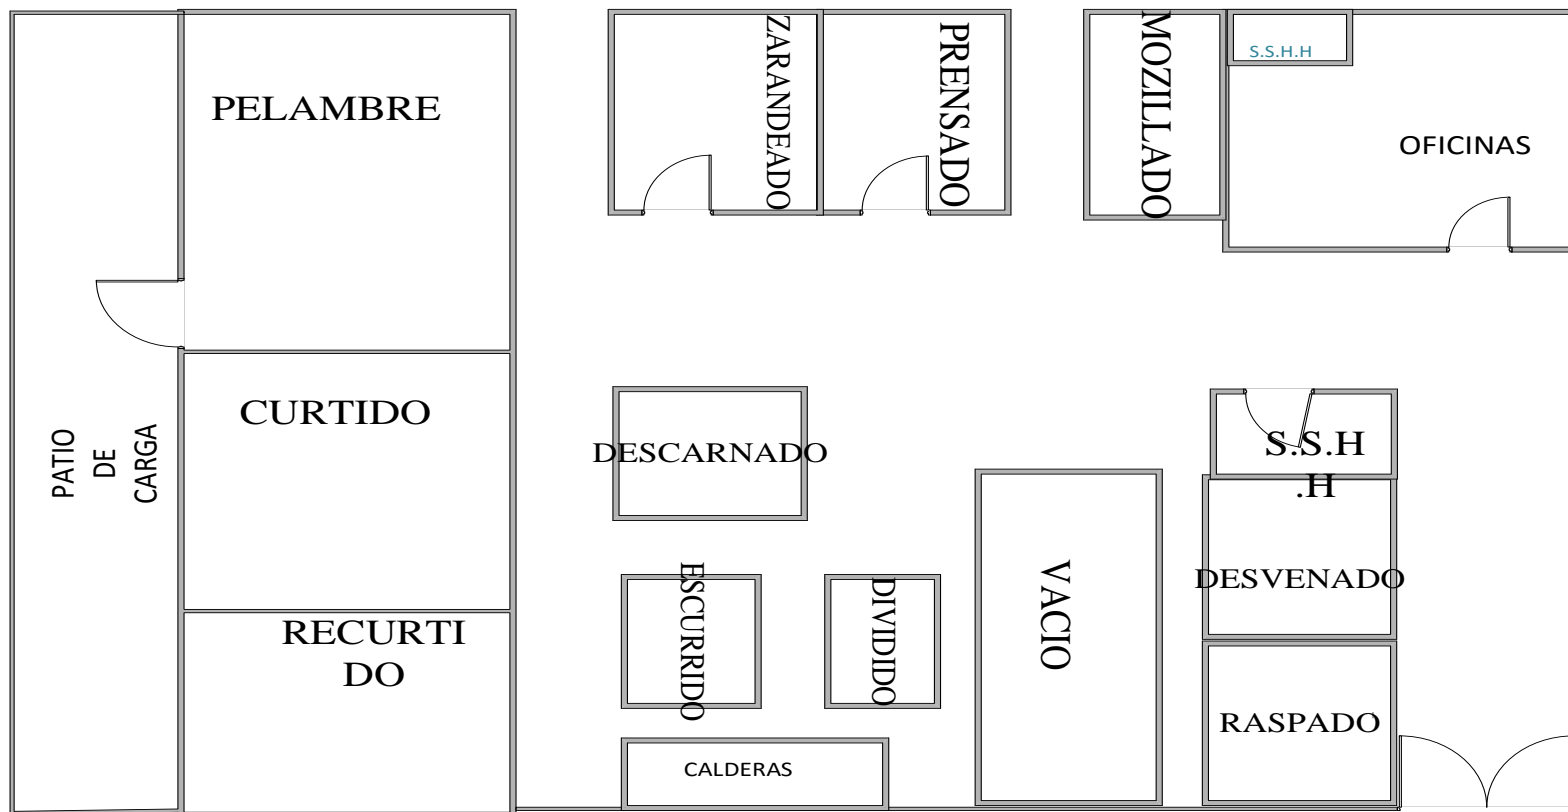 PELAMBRE
ZARANDEADO
PRENSADO
MOZILLADO
S.S.H.H
OFICINAS
PATIO
DE
CARGA
CURTIDO
DESCARNADO
S.S.H
.H
ESCURRIDO
DIVIDIDO
VACIO
DESVENADO
RECURTI
DO
RASPADO
CALDERAS